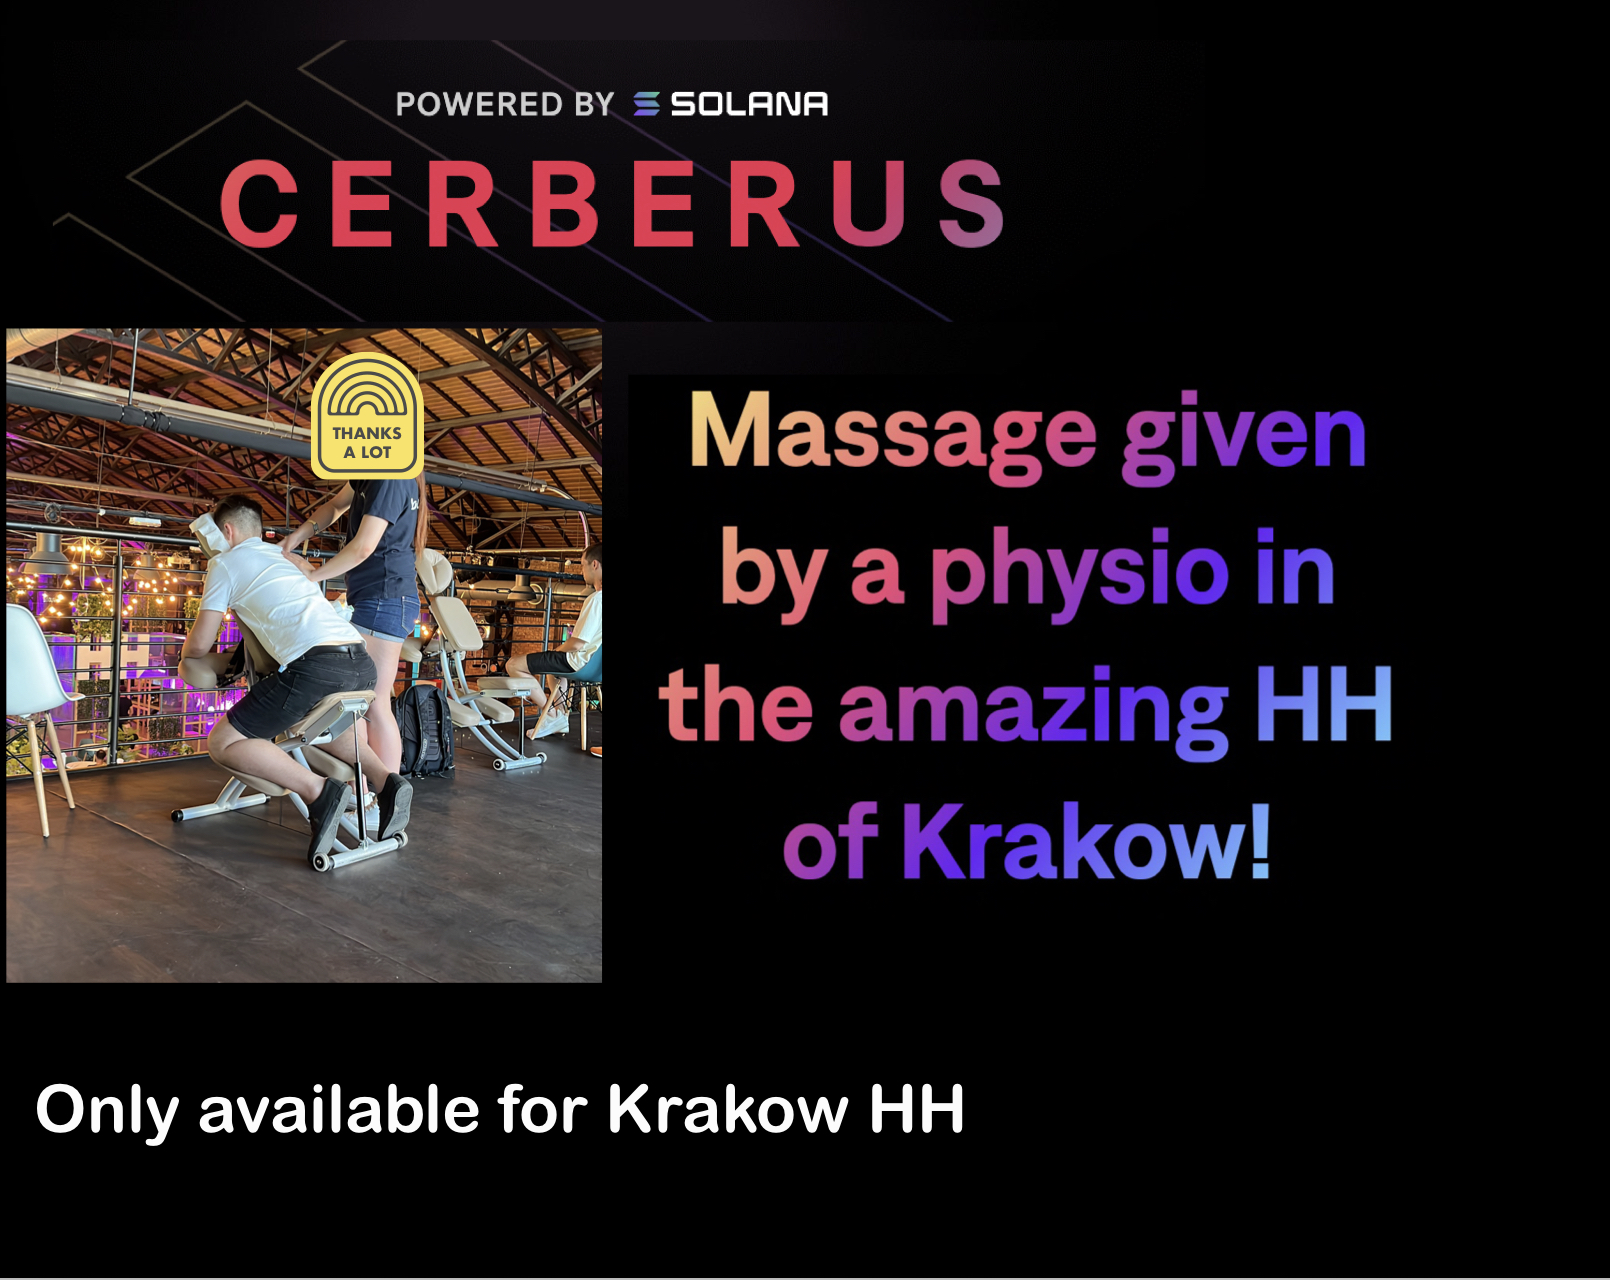 POWERED BY SOLANA
CERBERUS
THANKS
A LOT
Massage given
by a physio in
the amazing HH
of Krakow!
Only available for Krakow HH